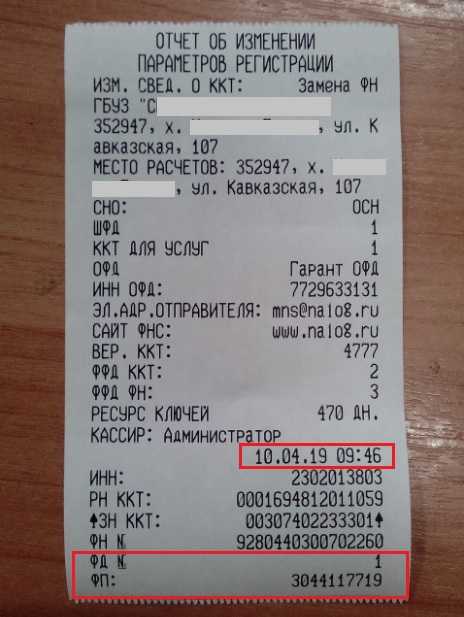 ОТЧЕТ ОБ ИЗМЕНЕНИИ
ПАРАМЕТРОВ РЕГИСТРАЦИИ
ИЗМ. СВЕД. О ККТ: Замена ФН
ГБУЗ "С
352947, х. , ул. К
авказская, 107
МЕСТО РАСЧЕТОВ: 352947, х.
, ул. Кавказская, 107
СНО: ОСН
ШФД 1
ККТ ДЛЯ УСЛУГ 1
ОФД Гарант ОФД
ИНН ОФД: 7729633131
ЭЛ.АДР.ОТПРАВИТЕЛЯ: mns@nalog.ru
САЙТ ФНС: www.nalog.ru
ВЕР. ККТ: 4777
ФФД ККТ: 2
ФФД ФН: 3
РЕСУРС КЛЮЧЕЙ 470 ДН.
КАССИР: Администратор
10.04.19 09:46
ИНН: 2302013803
РН ККТ: 0001694812011059
↑ЗН ККТ: 00307402233301↑
ФН № 9280440300702260
ФД № 1
ФП: 3044117719